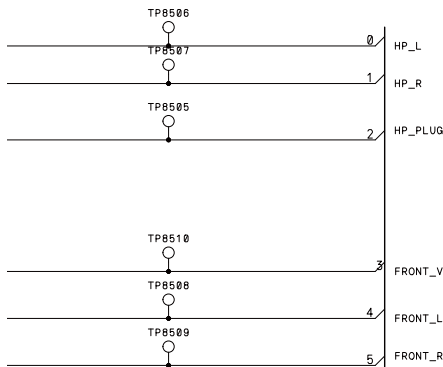 TP8506
0 HP_L
TP8507
1 HP_R
TP8505
2 HP_PLUG
TP8510
3 FRONT_V
TP8508
4 FRONT_L
TP8509
5 FRONT_R